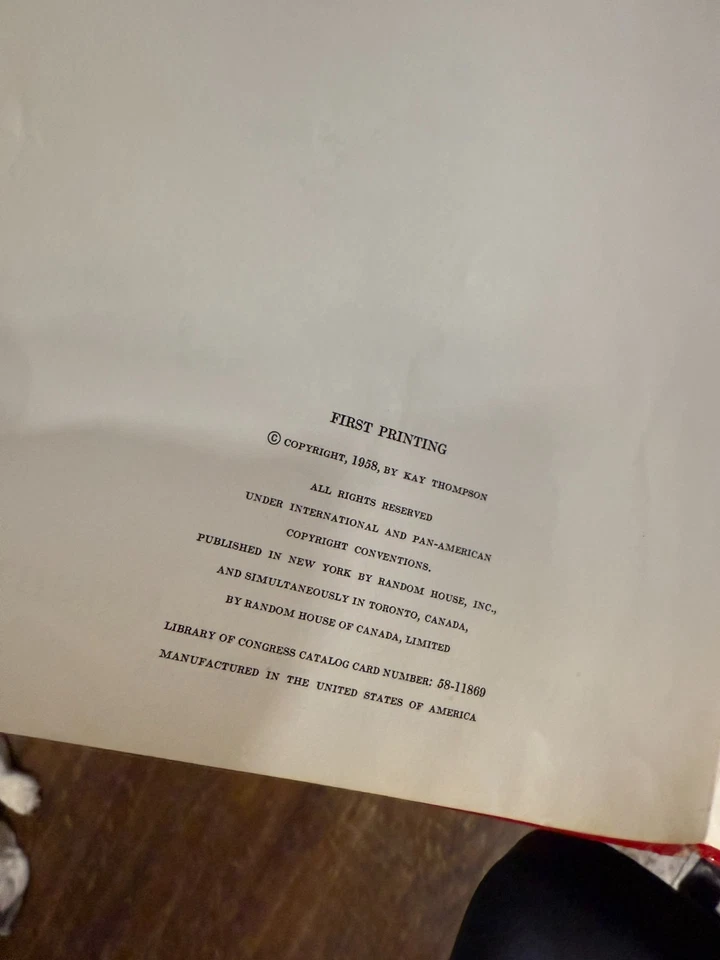 FIRST PRINTING
© COPYRIGHT, 1958, BY KAY THOMPSON
ALL RIGHTS RESERVED
UNDER INTERNATIONAL AND PAN-AMERICAN
COPYRIGHT CONVENTIONS.
PUBLISHED IN NEW YORK BY RANDOM HOUSE, INC.,
AND SIMULTANEOUSLY IN TORONTO, CANADA,
BY RANDOM HOUSE OF CANADA, LIMITED
LIBRARY OF CONGRESS CATALOG CARD NUMBER: 58-11869
MANUFACTURED IN THE UNITED STATES OF AMERICA